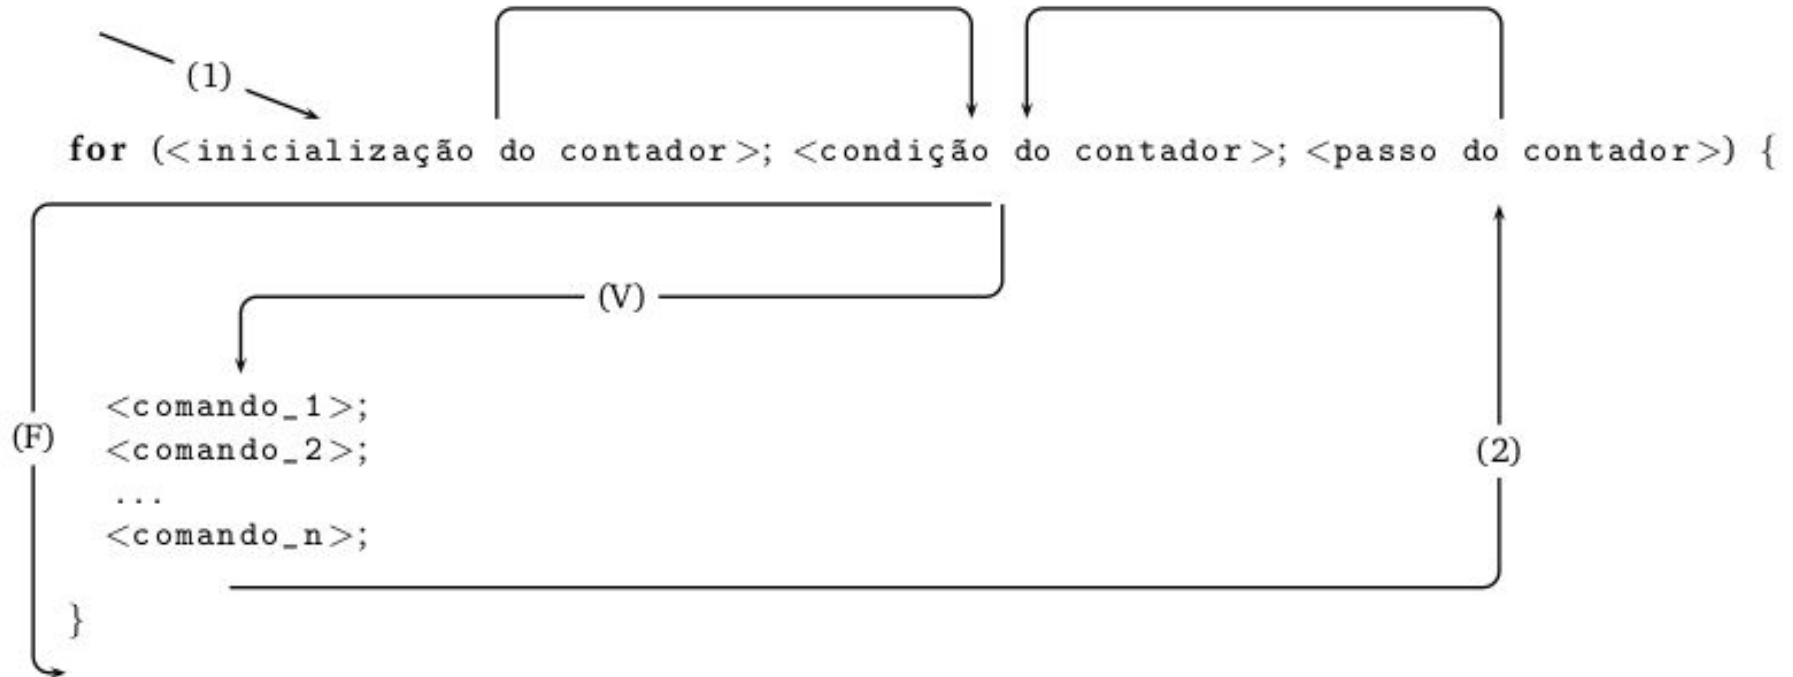 (1)
for (<inicialização do contador>; <condição do contador>; <passo do contador>) {
(V)
<comando_1>;
(F)
<comando_2>;
(2)
...
<comando_n>;
}